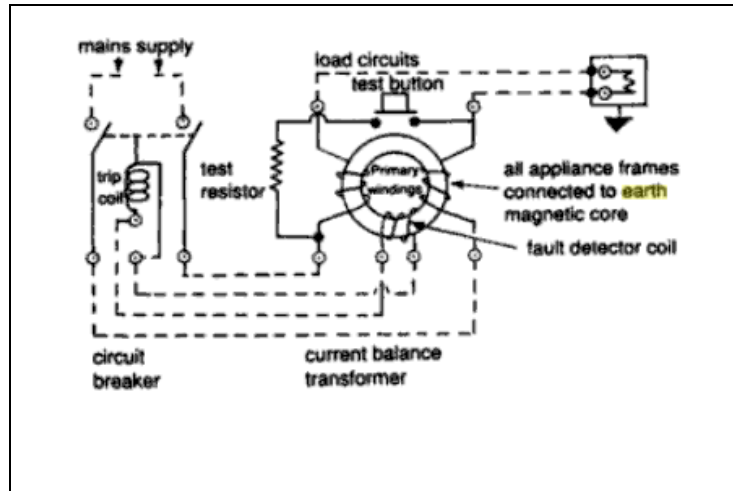 mains supply
load circuits
test button
trip
coil
test
resistor
Primary
windings
all appliance frames
connected to earth
magnetic core
fault detector coil
circuit
breaker
current balance
transformer